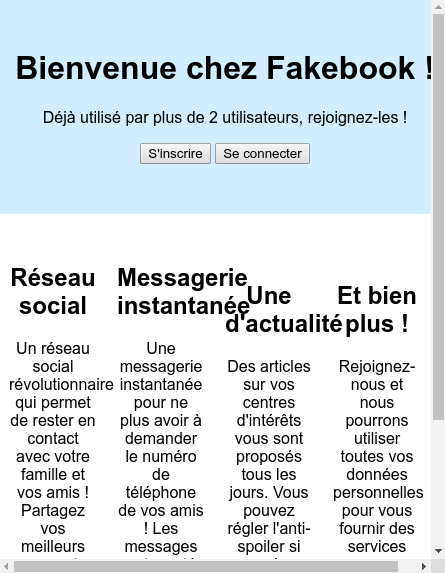 Bienvenue chez Fakebook !
Déjà utilisé par plus de 2 utilisateurs, rejoignez-les !
S'inscrire
Se connecter
Réseau
social
Un réseau
social
révolutionnaire
qui permet
de rester en
contact
avec votre
famille et
vos amis !
Partagez
vos
meilleurs
Messagerie
instantanée
Une
messagerie
instantanée
pour ne
plus avoir à
demander
le numéro
de
téléphone
de vos amis
! Les
messages
Une
d'actualité
Des articles
sur vos
centres
d'intérêts
vous sont
proposés
tous les
jours. Vous
pouvez
régler l'anti-
spoiler si
Et bien
plus !
Rejoignez-
nous et
nous
pourrons
utiliser
toutes vos
données
personnelles
pour vous
fournir des
services